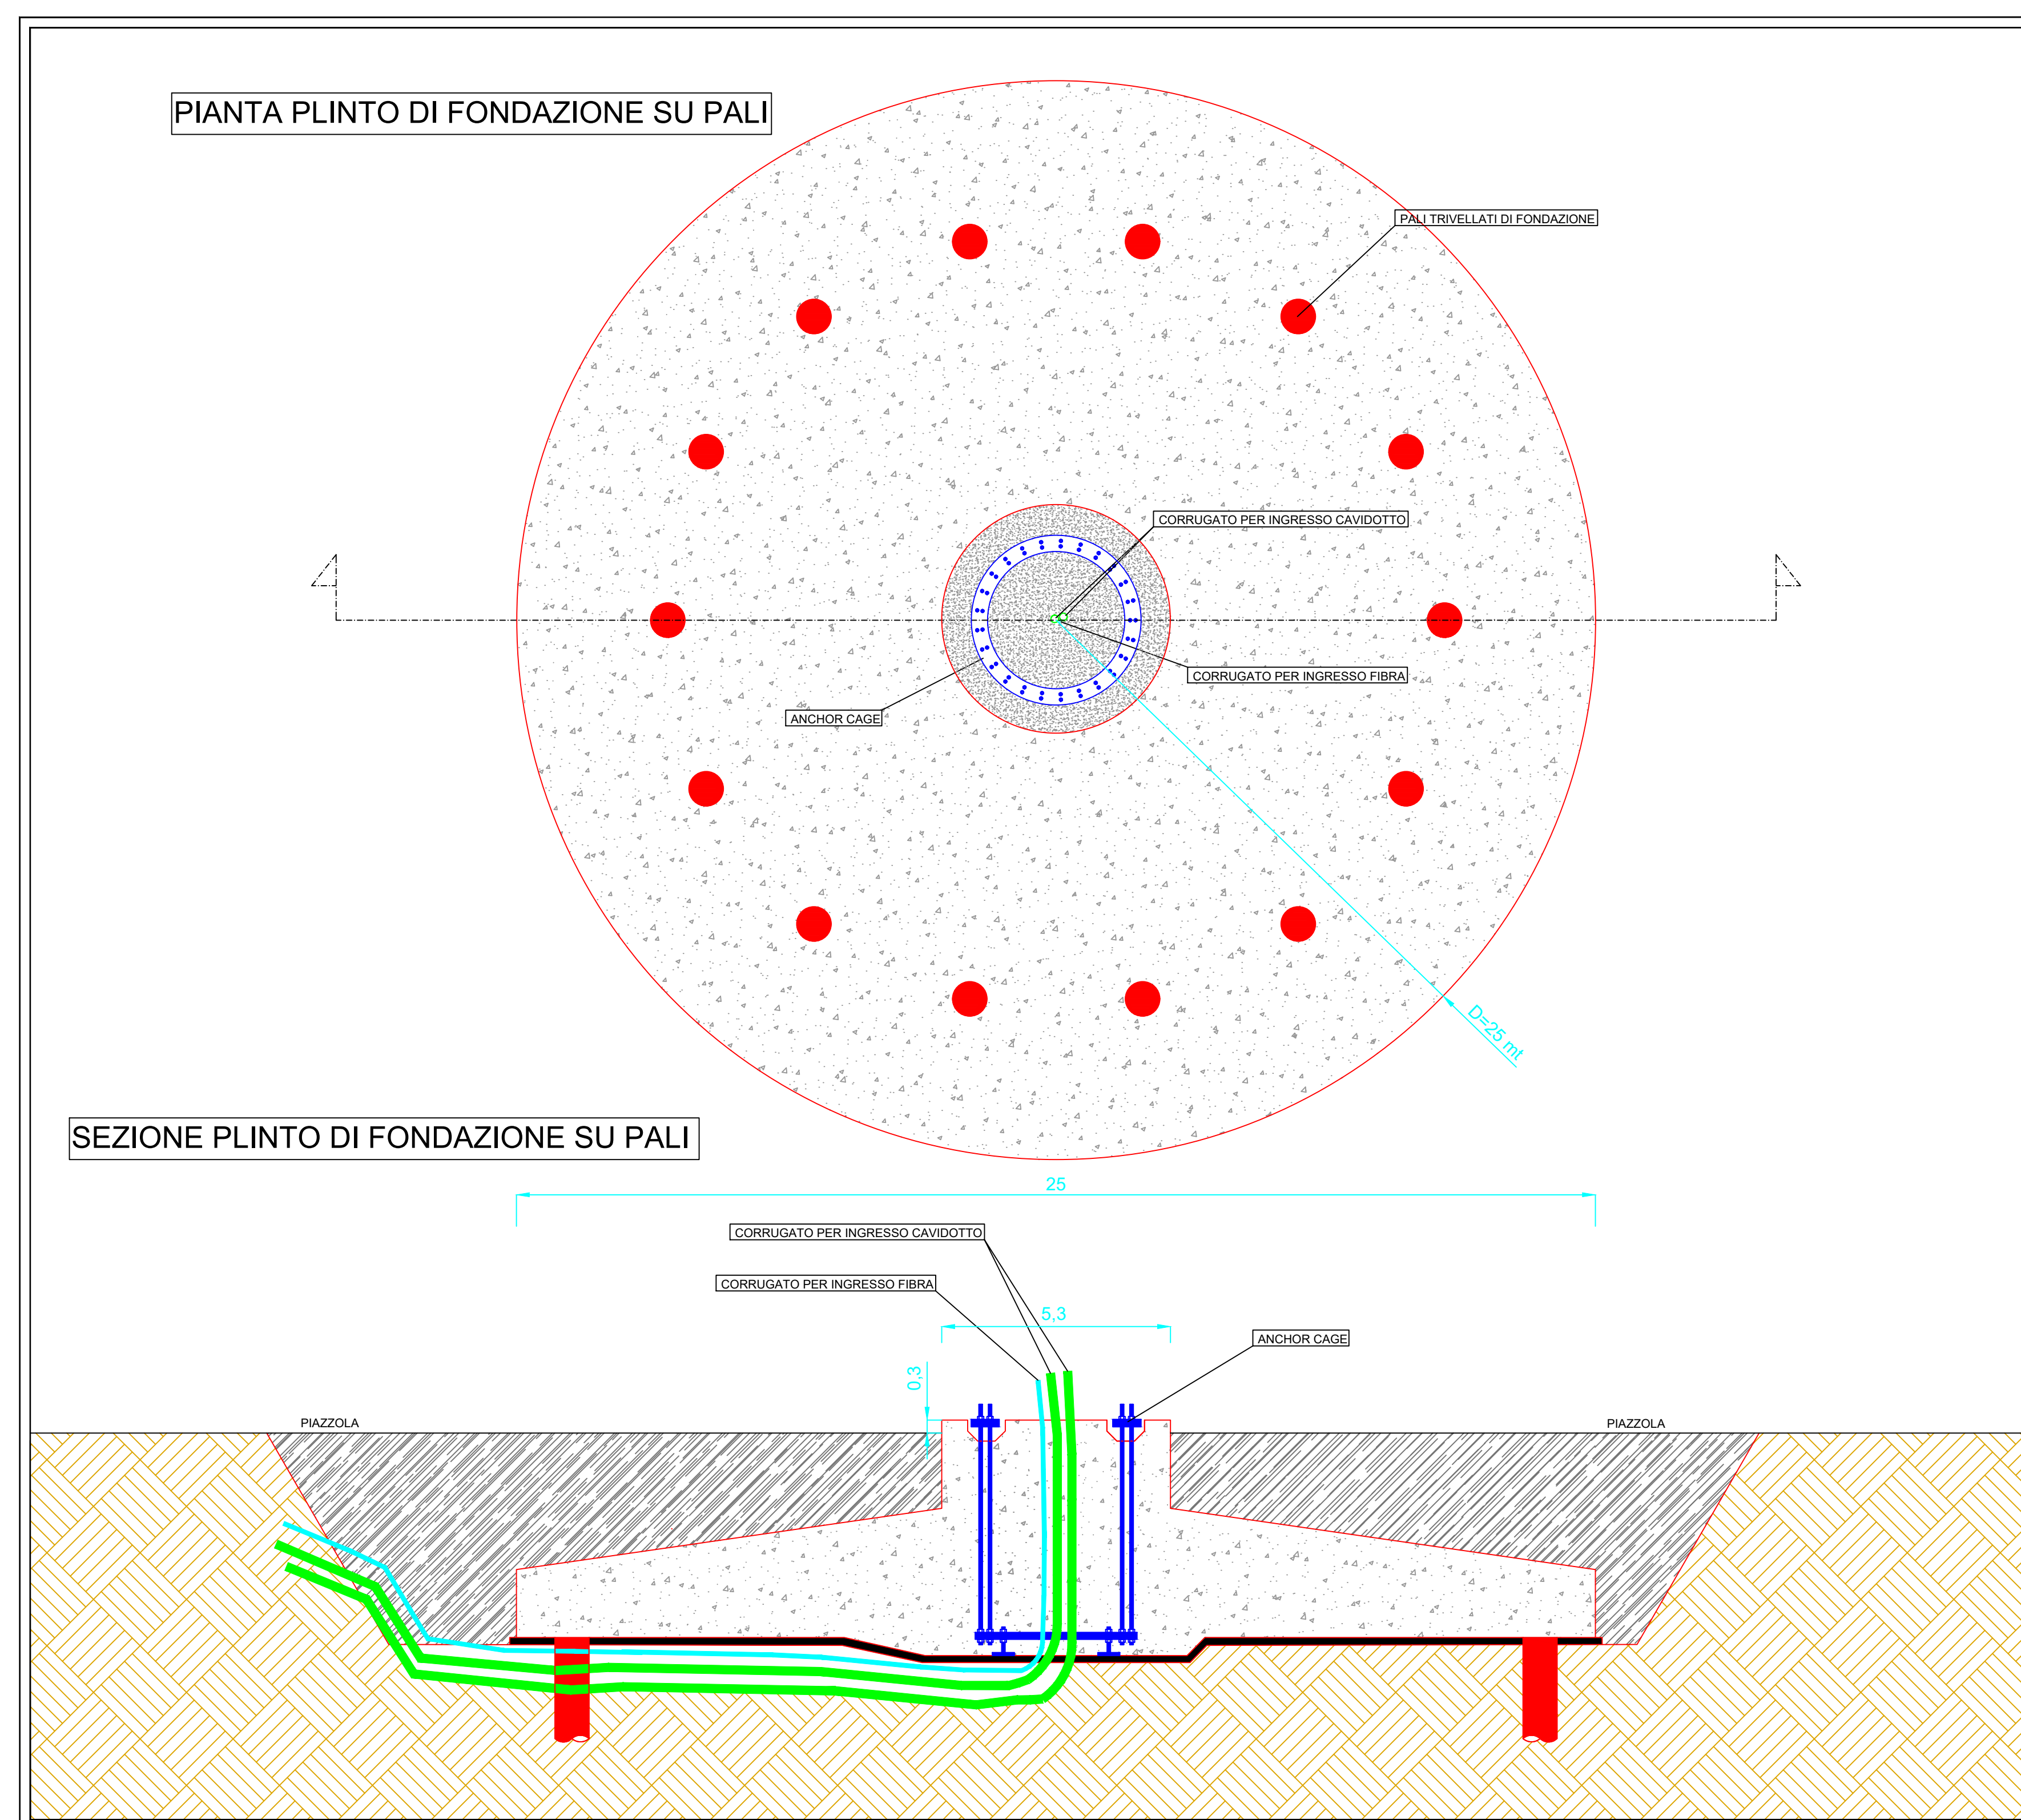 PIANTA PLINTO DI FONDAZIONE SU PALI
PALI TRIVELLATI DI FONDAZIONE
CORRUGATO PER INGRESSO CAVIDOTTO
CORRUGATO PER INGRESSO FIBRA
ANCHOR CAGE
D=25 mt
SEZIONE PLINTO DI FONDAZIONE SU PALI
25
CORRUGATO PER INGRESSO CAVIDOTTO
CORRUGATO PER INGRESSO FIBRA
5,3
ANCHOR CAGE
0,3
PIAZZOLA
PIAZZOLA